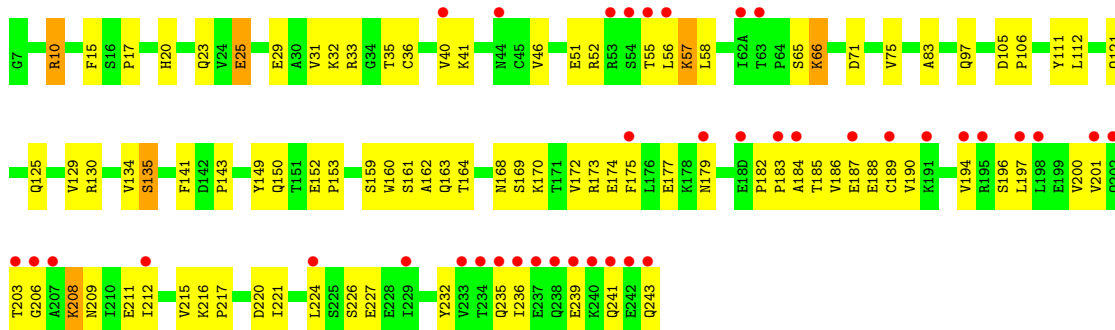 G7 R10 F15 S16 P17 H20 Q23 V24 E25 E29 A30 V31 K32 R33 G34 T35 C36 V40 K41 N44 C45 V46 E51 R52 R53 S54 T55 L56 K57 L58 I62A T63 P64 S65 K66 D71 V75 A83 Q97 D105 P106 Y111 L112
Q125 V129 R130 V134 S135 F141 D142 P143 Y149 Q150 T151 E152 P153 S159 W160 S161 A162 Q163 T164 N168 S169 K170 T171 V172 R173 E174 F175 L176 E177 K178 N179 E18D P182 P183 A184 T185 V186 E187 E188 C189 V190 K191 V194 R195 S196 L197 L198 E199 V200 V201
T203 G206 A207 K208 N209 I210 E211 I212 V215 K216 P217 D220 I221 L224 S225 S226 E227 E228 I229 Y232 V233 T234 Q235 I236 E237 Q238 E239 K240 Q241 E242 Q243